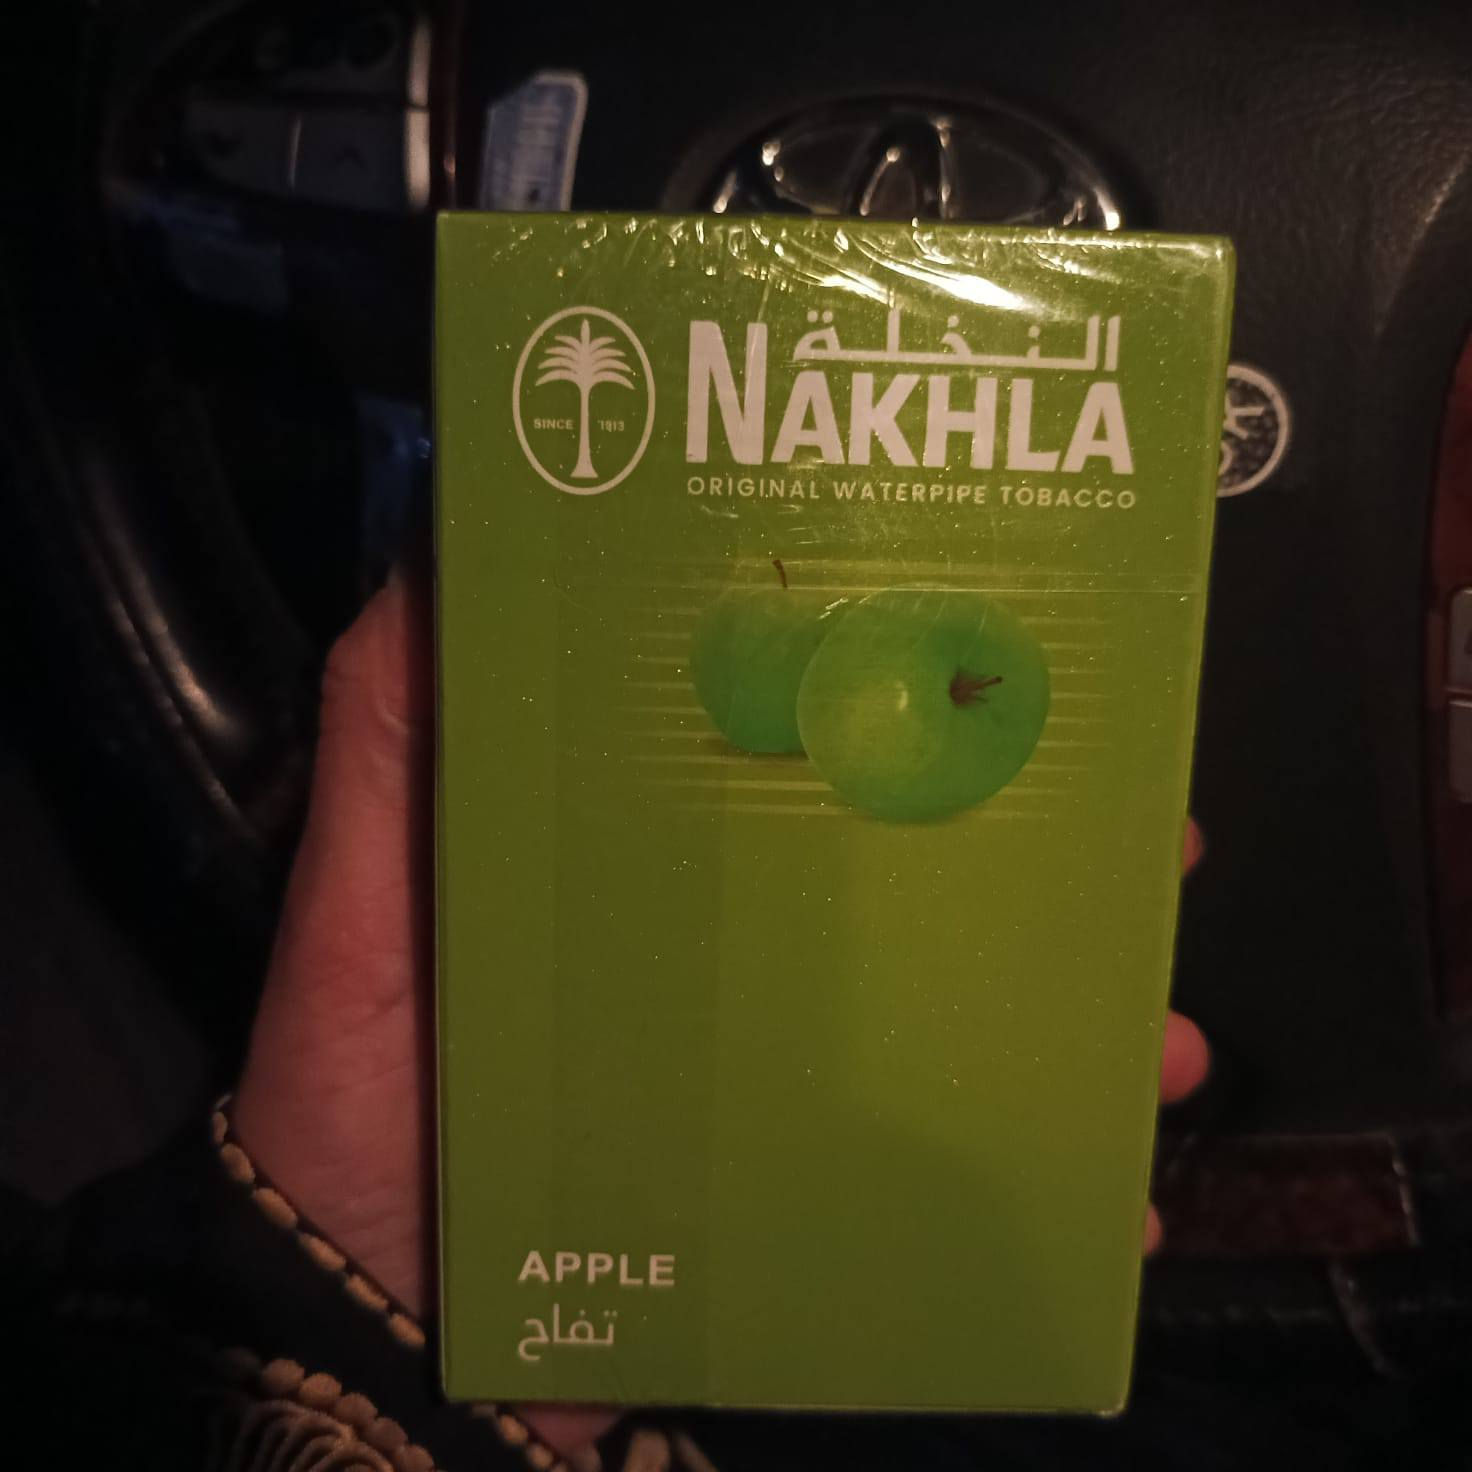 النخلة
NAKHLA
ORIGINAL WATERPIPE TOBACCO
SINCE 1913
APPLE
تفاح